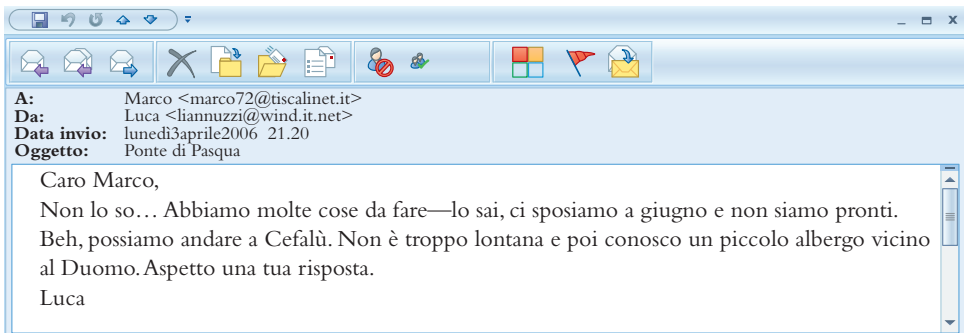 A: Marco <marco72@tiscalinet.it>
Da: Luca <liannuzzi@wind.it.net>
Data invio: lunedì3aprile2006 21.20
Oggetto: Ponte di Pasqua
Caro Marco,
Non lo so… Abbiamo molte cose da fare—lo sai, ci sposiamo a giugno e non siamo pronti.
Beh, possiamo andare a Cefalù. Non è troppo lontana e poi conosco un piccolo albergo vicino
al Duomo. Aspetto una tua risposta.
Luca